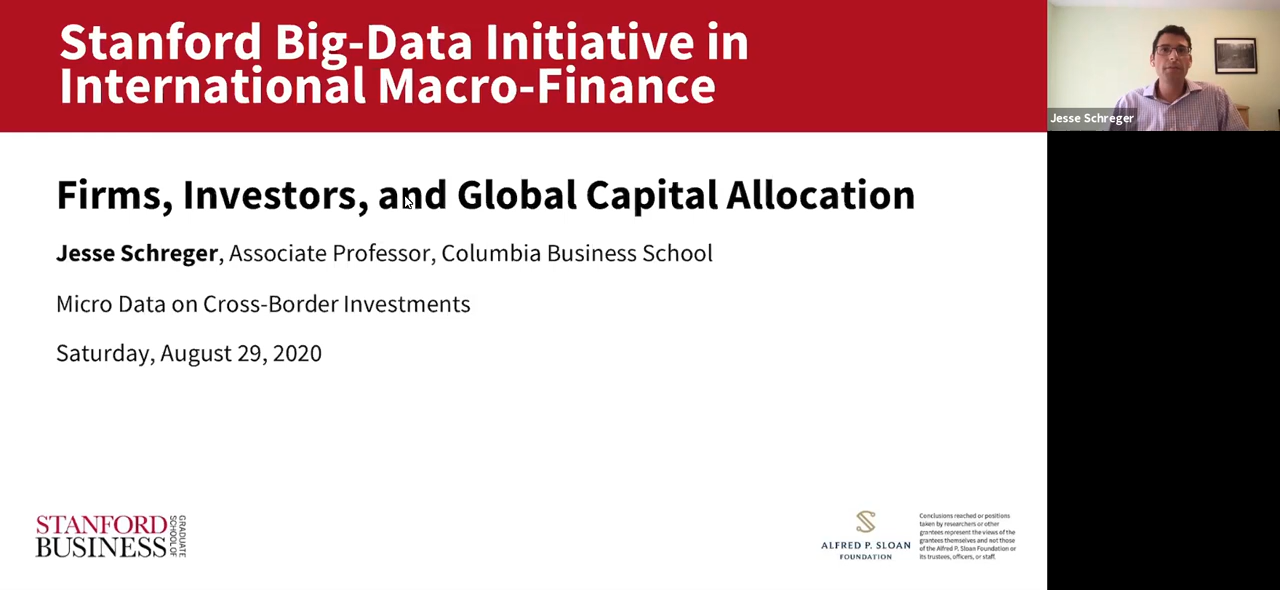 Stanford Big-Data Initiative in
International Macro-Finance
Jesse Schreger
Firms, Investors, and Global Capital Allocation
Jesse Schreger, Associate Professor, Columbia Business School
Micro Data on Cross-Border Investments
Saturday, August 29, 2020
STANFORD
BUSINESS
GRADUATE
SCHOOL OF
ALFRED P. SLOAN
FOUNDATION
Conclusions reached or positions
taken by researchers or other
grantees represent the views of the
grantees themselves and not those
of the Alfred P. Sloan Foundation or
its trustees, officers, or staff.